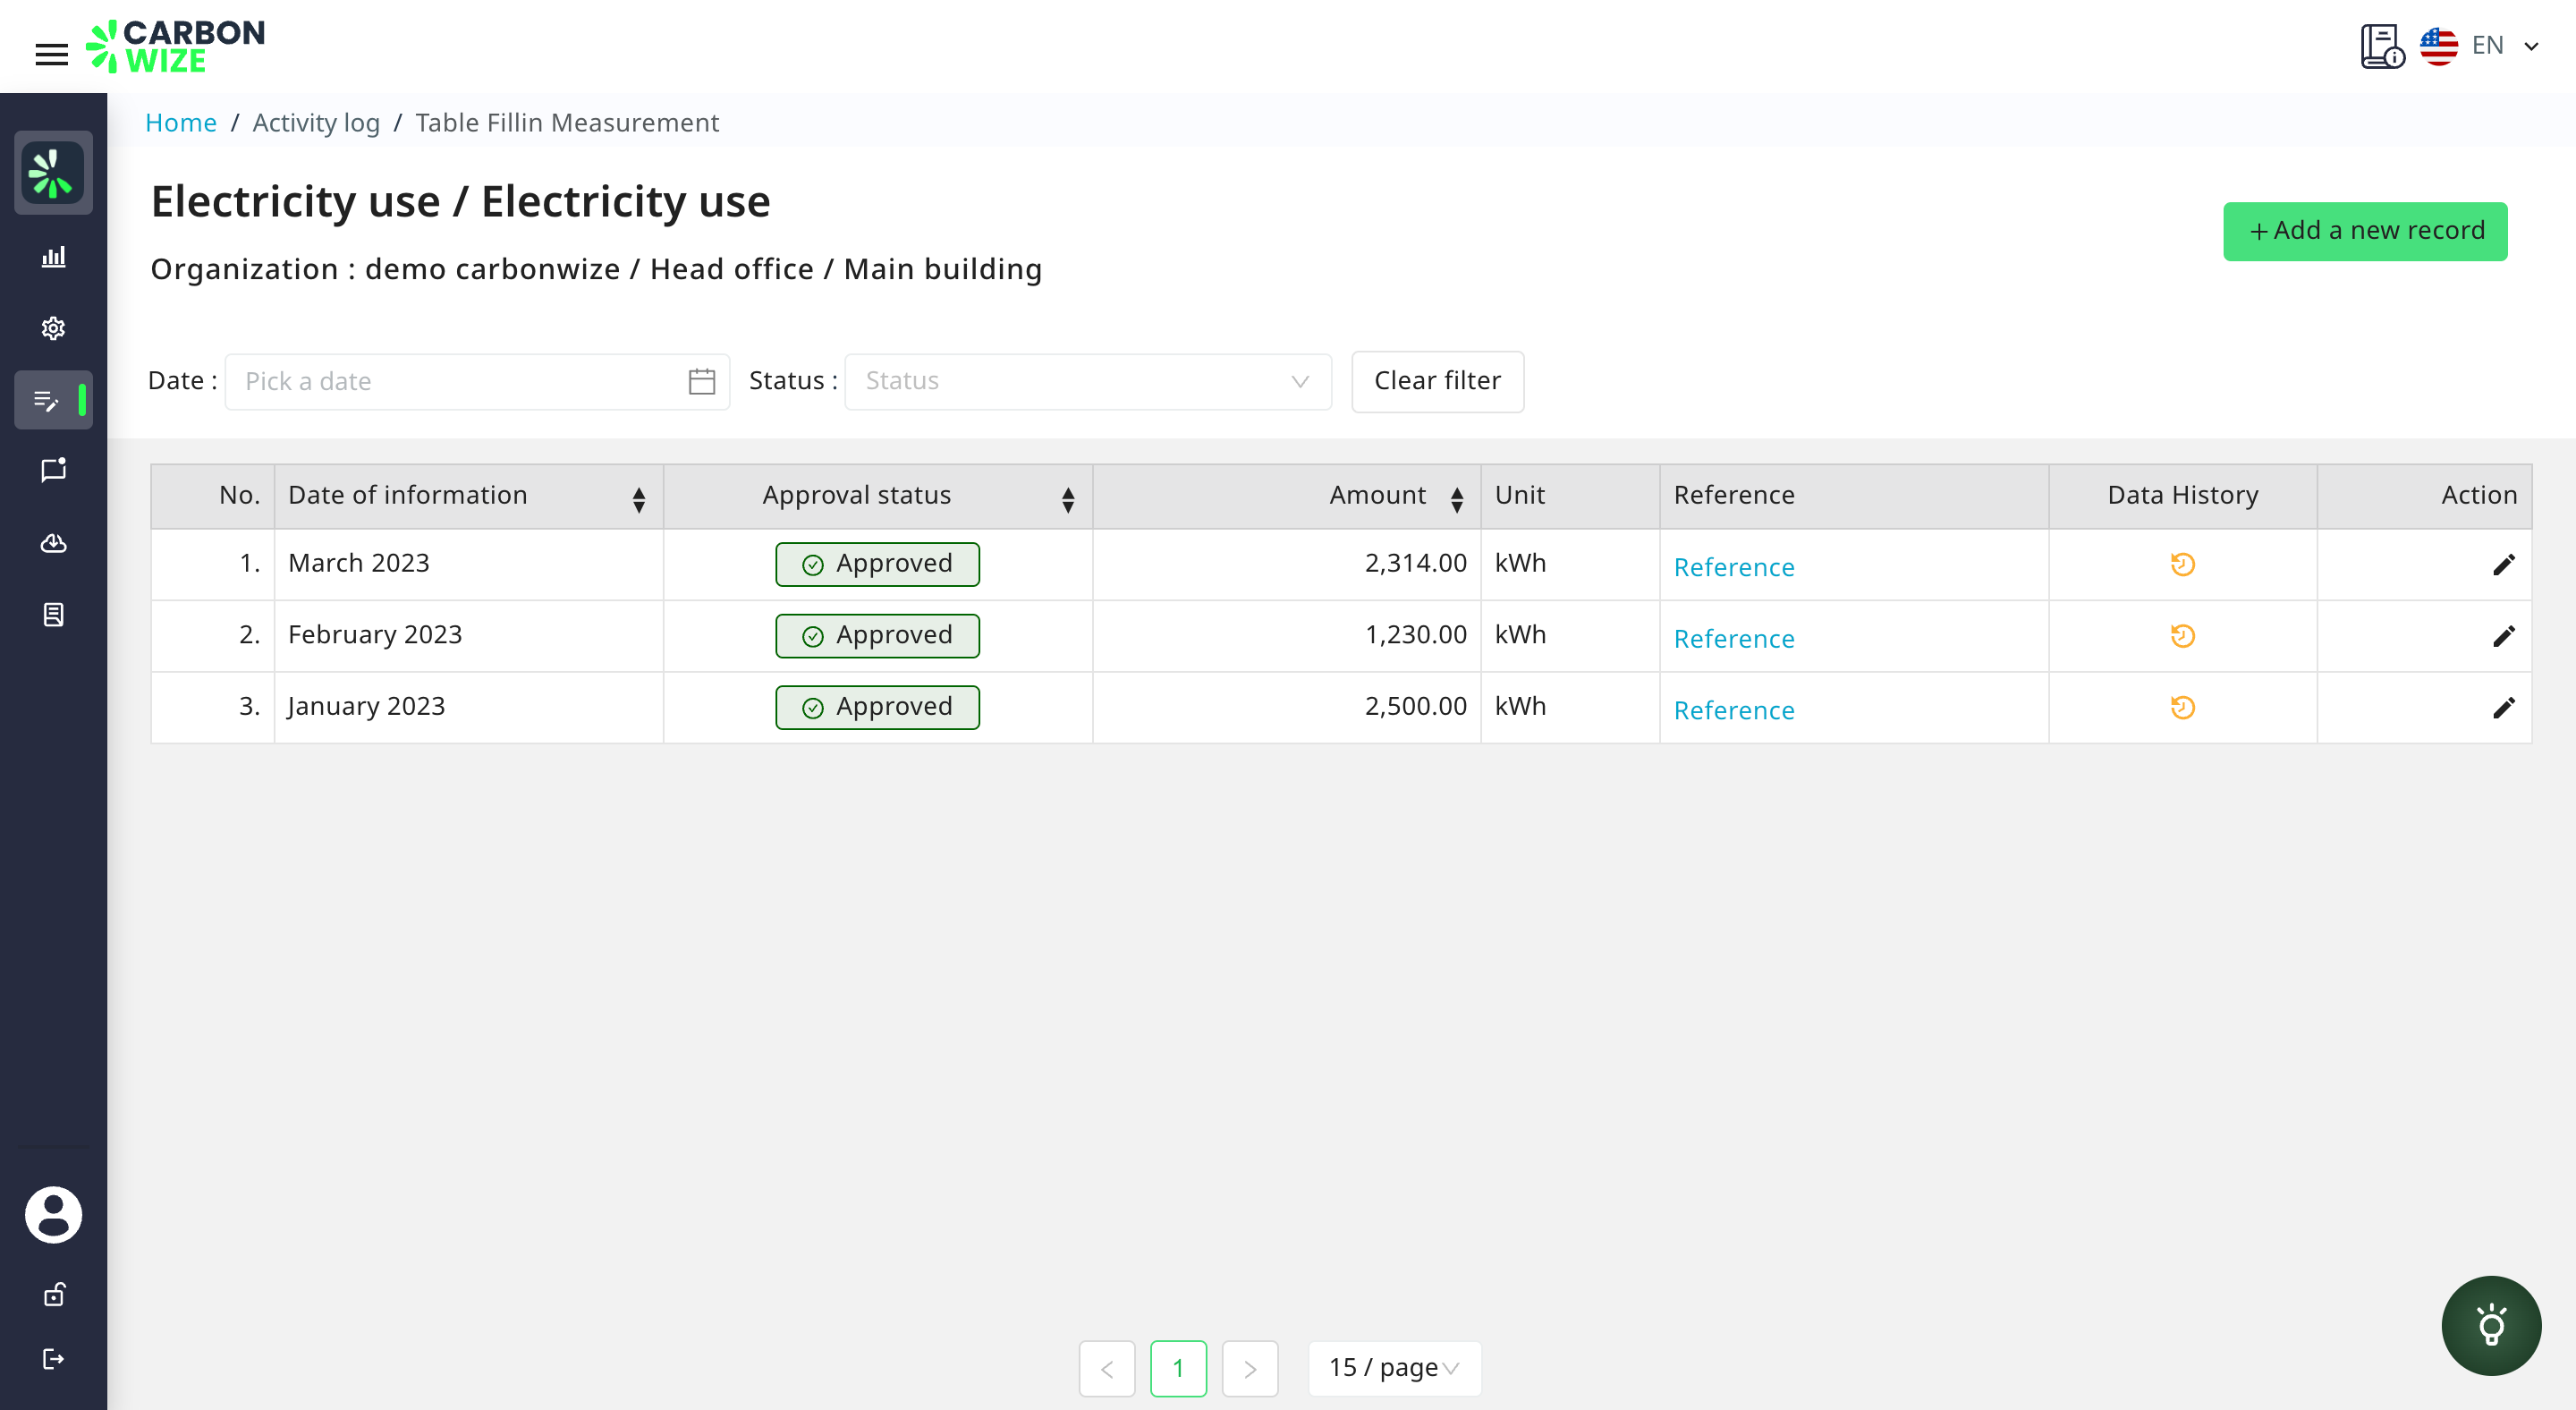 CARBON
WIZE
EN
Home / Activity log / Table Fillin Measurement
Electricity use / Electricity use
+ Add a new record
Organization : demo carbonwize / Head office / Main building
Date : Pick a date Status : Status Clear filter
No. Date of information Approval status Amount Unit Reference Data History Action
1. March 2023 Approved 2,314.00 kWh Reference
2. February 2023 Approved 1,230.00 kWh Reference
3. January 2023 Approved 2,500.00 kWh Reference
< 1 > 15 / page